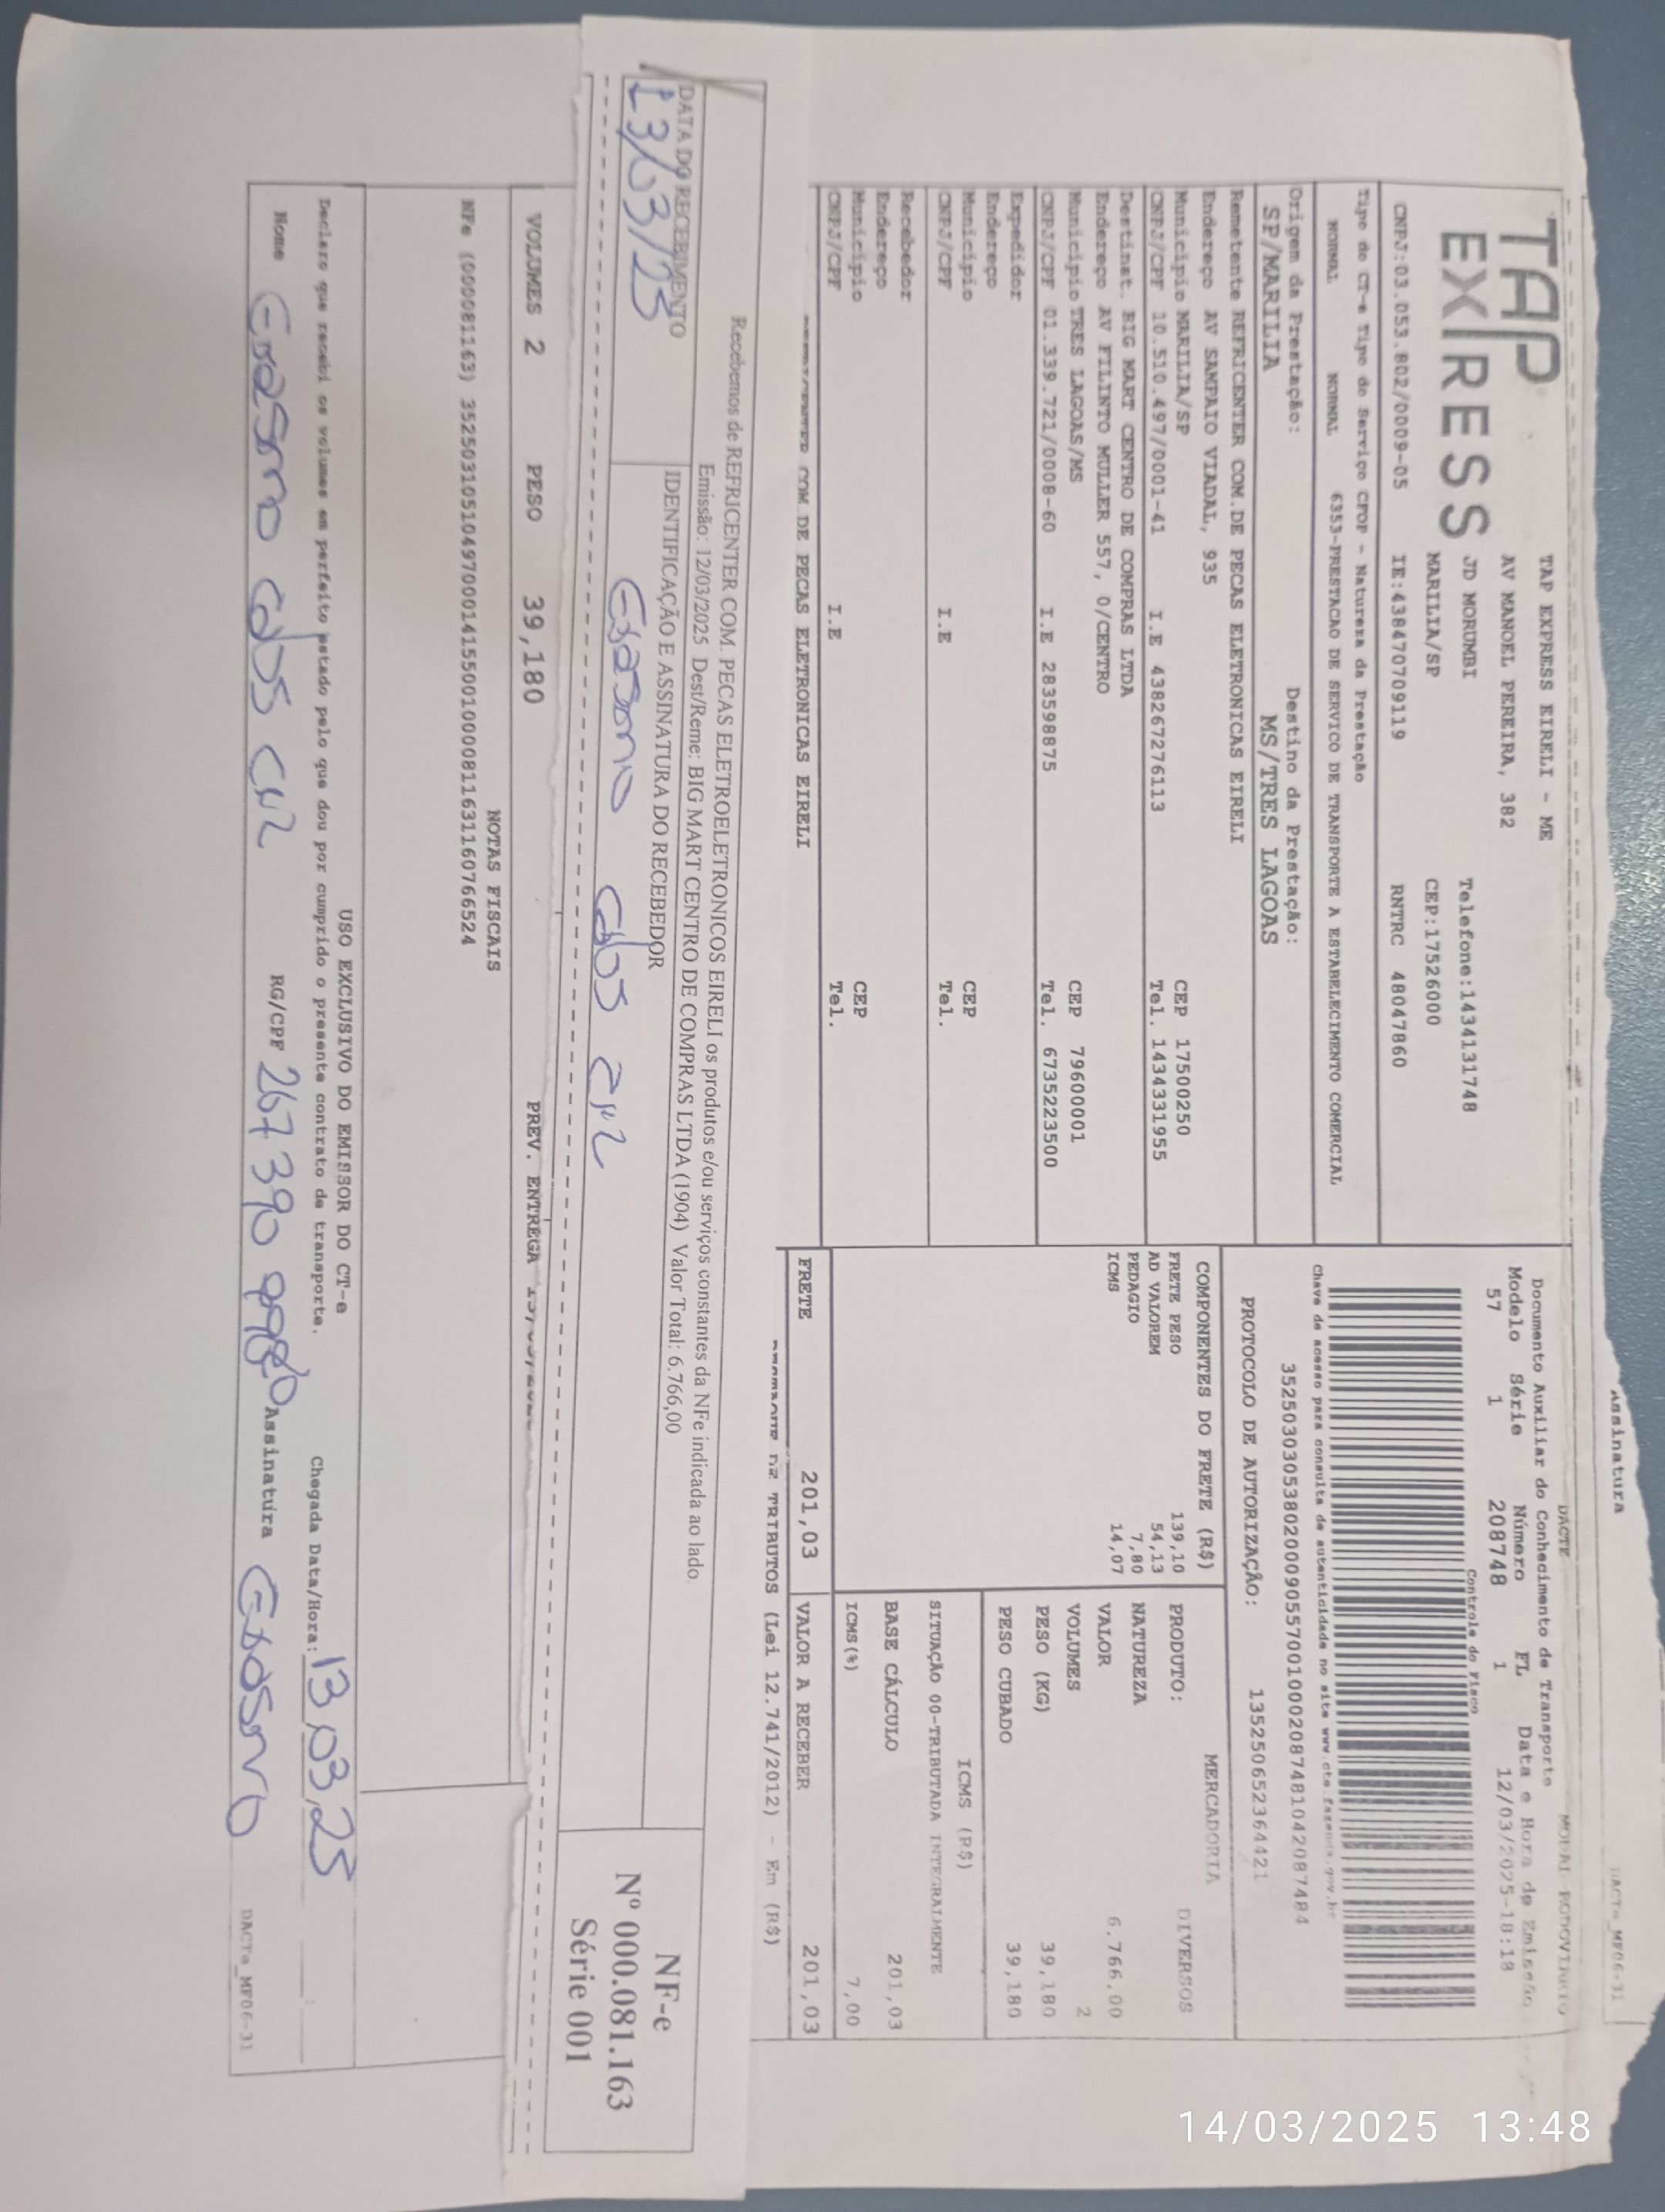 Assinatura
DACTe_MF06-31
TAP
EXPRESS
TAP EXPRESS EIRELI - ME
AV MANOEL PEREIRA, 382
JD MORUMBI
Telefone:1434131748
MARILIA/SP
CEP:17526000
CNPJ:03.053.802/0009-05
IE:438470709119
RNTRC 48047860
DACTE
MODAL RODOVIARIO
Documento Auxiliar do Conhecimento de Transporte
Modelo Série Número FL Data e Hora de Emissão
57 1 208748 1 12/03/2025-18:18
Controle do Fisco
Chave de acesso para consulta de autenticidade no site www.cte.fazenda.gov.br
35250303053802000905570010002087481042087484
PROTOCOLO DE AUTORIZAÇÃO: 135250652364421
Tipo do CT-e Tipo do Serviço CFOP - Natureza da Prestação
NORMAL NORMAL 6353-PRESTACAO DE SERVICO DE TRANSPORTE A ESTABELECIMENTO COMERCIAL
Origem da Prestação: Destino da Prestação:
SP/MARILIA MS/TRES LAGOAS
Remetente REFRICENTER COM.DE PECAS ELETRONICAS EIRELI
Endereço AV SAMPAIO VIADAL, 935
Município MARILIA/SP CEP 17500250
CNPJ/CPF 10.510.497/0001-41 I.E 438267276113 Tel. 1434331955
Destinat. BIG MART CENTRO DE COMPRAS LTDA
Endereço AV FILINTO MULLER 557, 0/CENTRO
Município TRES LAGOAS/MS CEP 79600001
CNPJ/CPF 01.339.721/0008-60 I.E 283598875 Tel. 6735223500
Expedidor
Endereço
Município CEP
CNPJ/CPF I.E Tel.
Recebedor
Endereço
Município CEP
CNPJ/CPF I.E Tel.
COM DE PECAS ELETRONICAS EIRELI
COMPONENTES DO FRETE (R$)
FRETE PESO 139,10
AD VALOREM 54,13
PEDAGIO 7,80
ICMS 14,07
MERCADORIA
PRODUTO: DIVERSOS
NATUREZA
VALOR 6.766,00
VOLUMES 2
PESO (KG) 39,180
PESO CUBADO 39,180
ICMS (R$)
SITUAÇÃO 00-TRIBUTADA INTEGRALMENTE
BASE CÁLCULO 201,03
ICMS(%) 7,00
FRETE 201,03 VALOR A RECEBER 201,03
DE TRIBUTOS (Lei 12.741/2012) - Em (R$)
Recebemos de REFRICENTER COM. PECAS ELETROELETRONICOS EIRELI os produtos e/ou serviços constantes da NFe indicada ao lado.
Emissão: 12/03/2025 Dest/Reme: BIG MART CENTRO DE COMPRAS LTDA (1904) Valor Total: 6.766,00
DATA DO RECEBIMENTO
13/03/25
IDENTIFICAÇÃO E ASSINATURA DO RECEBEDOR
NF-e
Nº 000.081.163
Série 001
VOLUMES 2 PESO 39,180 PREV. ENTREGA
NOTAS FISCAIS
NFe (000081163) 35250310510497000141550010000811631160766524
USO EXCLUSIVO DO EMISSOR DO CT-e
Declaro que recebi os volumes em perfeito estado pelo que dou por cumprido o presente contrato de transporte. Chegada Data/Hora: 13,03,25
Nome RG/CPF 267 390 Assinatura
DACTe_MF06-31
14/03/2025 13:48